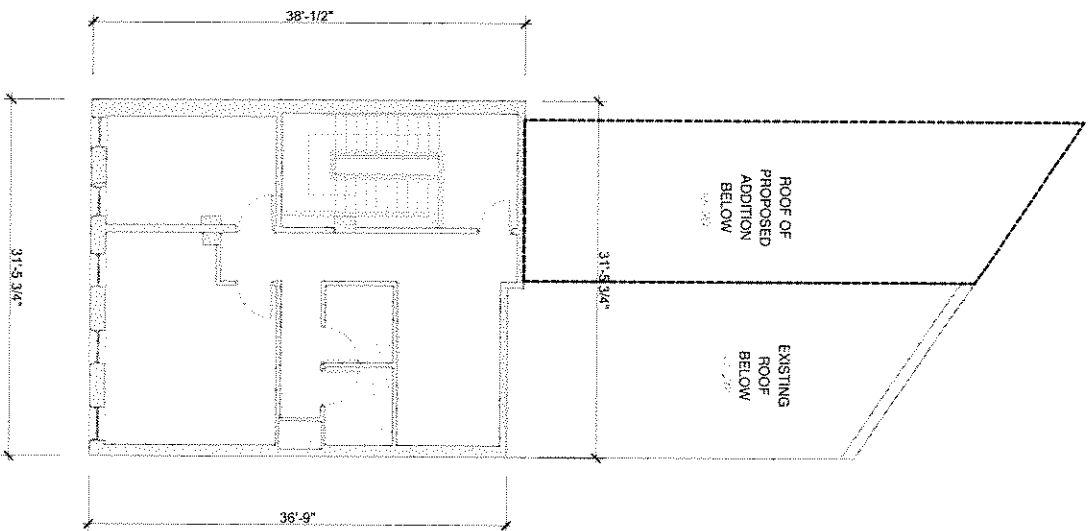 38'-1/2"
31'-5 3/4"
31'-5 3/4"
ROOF OF
PROPOSED
ADDITION
BELOW
EXISTING
ROOF
BELOW
36'-9"